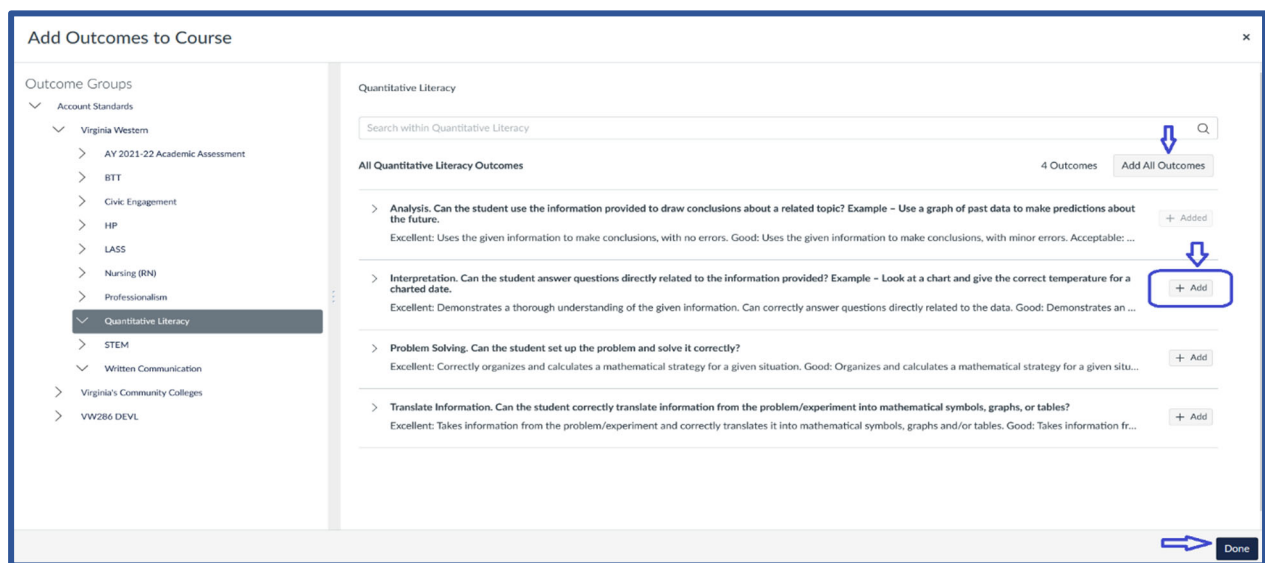 Add Outcomes to Course
×
Outcome Groups
Account Standards
Virginia Western
AY 2021-22 Academic Assessment
BTT
Civic Engagement
HP
LASS
Nursing (RN)
Professionalism
Quantitative Literacy
STEM
Written Communication
Virginia's Community Colleges
VW286 DEVL
Quantitative Literacy
Search within Quantitative Literacy
All Quantitative Literacy Outcomes
4 Outcomes
Add All Outcomes
Analysis. Can the student use the information provided to draw conclusions about a related topic? Example – Use a graph of past data to make predictions about
the future.
Excellent: Uses the given information to make conclusions, with no errors. Good: Uses the given information to make conclusions, with minor errors. Acceptable: ...
+ Added
Interpretation. Can the student answer questions directly related to the information provided? Example – Look at a chart and give the correct temperature for a
charted date.
Excellent: Demonstrates a thorough understanding of the given information. Can correctly answer questions directly related to the data. Good: Demonstrates an ...
+ Add
Problem Solving. Can the student set up the problem and solve it correctly?
Excellent: Correctly organizes and calculates a mathematical strategy for a given situation. Good: Organizes and calculates a mathematical strategy for a given situ...
+ Add
Translate Information. Can the student correctly translate information from the problem/experiment into mathematical symbols, graphs, or tables?
Excellent: Takes information from the problem/experiment and correctly translates it into mathematical symbols, graphs and/or tables. Good: Takes information fr...
+ Add
Done